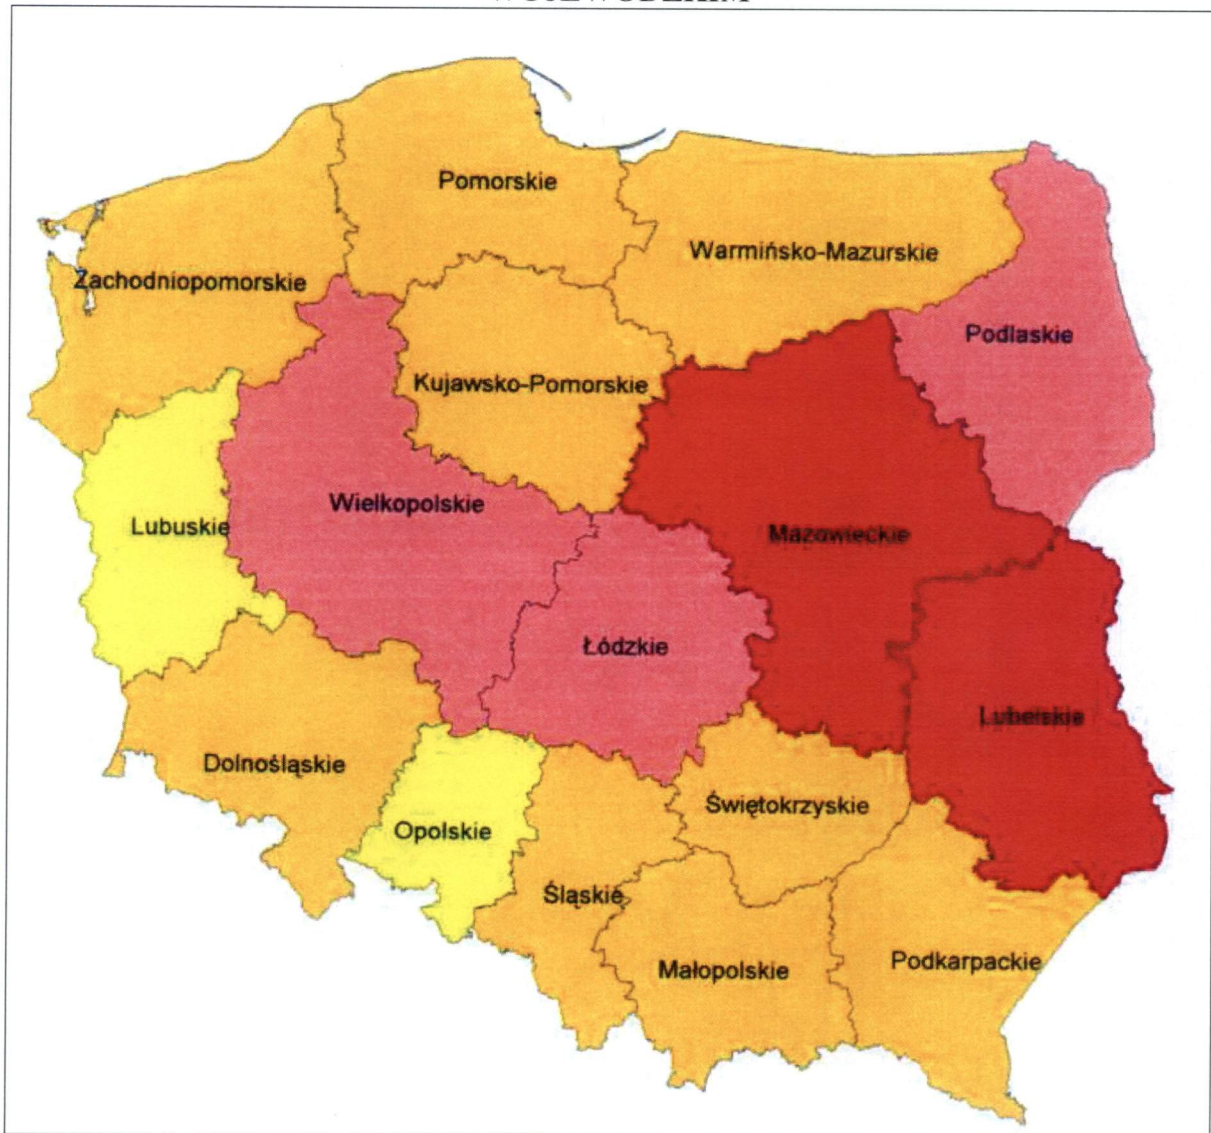 Pomorskie
Warmińsko-Mazurskie
Zachodniopomorskie
Podlaskie
Kujawsko-Pomorskie
Wielkopolskie
Lubuskie
Mazowieckie
Łódzkie
Lubelskie
Dolnośląskie
Świętokrzyskie
Opolskie
Śląskie
Podkarpackie
Małopolskie